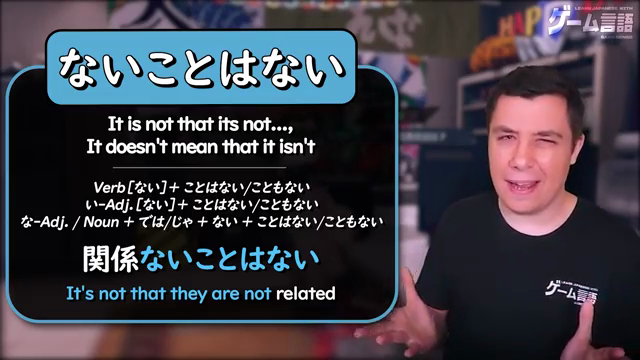 ないことはない
It is not that its not...,
It doesn't mean that it isn't
Verb [ない] + ことはない/こともない
い-Adj. [ない] + ことはない/こともない
な-Adj. / Noun + では/じゃ + ない + ことはない/こともない
関係ないことはない
It's not that they are not related
LEARN JAPANESE WITH
ゲーム言語
ゲーム言語